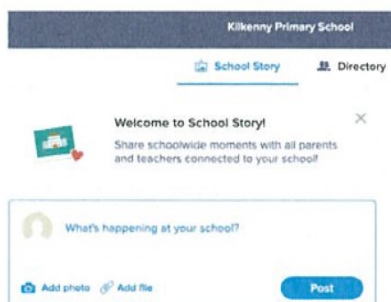 Kilkenny Primary School
School Story
Directory
Welcome to School Story!
Share schoolwide moments with all parents
and teachers connected to your school!
What's happening at your school?
Add photo
Add file
Post